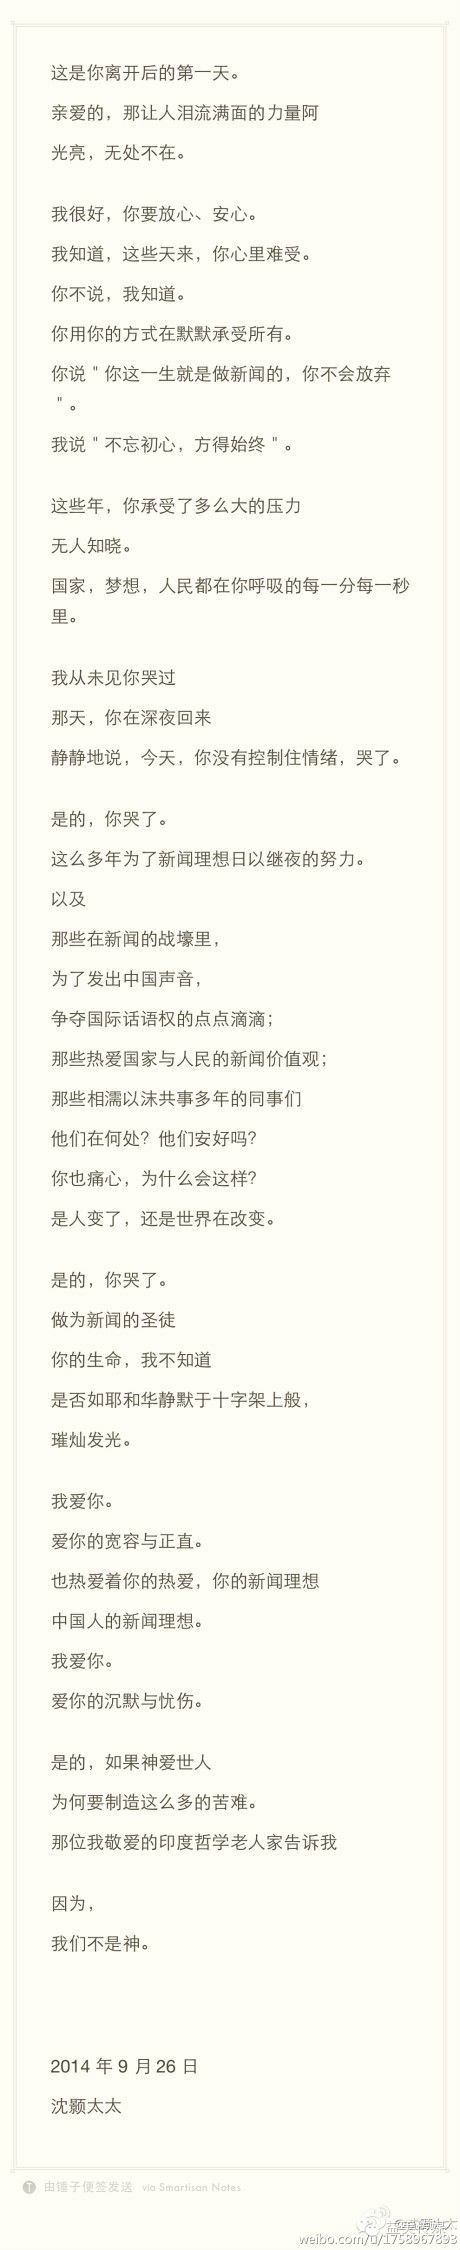 这是你离开后的第一天。
亲爱的，那让人泪流满面的力量阿
光亮，无处不在。
我很好，你要放心、安心。
我知道，这些天来，你心里难受。
你不说，我知道。
你用你的方式在默默承受所有。
你说＂你这一生就是做新闻的，你不会放弃
＂。
我说＂不忘初心，方得始终＂。
这些年，你承受了多么大的压力
无人知晓。
国家，梦想，人民都在你呼吸的每一分每一秒
里。
我从未见你哭过
那天，你在深夜回来
静静地说，今天，你没有控制住情绪，哭了。
是的，你哭了。
这么多年为了新闻理想日以继夜的努力。
以及
那些在新闻的战壕里，
为了发出中国声音，
争夺国际话语权的点点滴滴；
那些热爱国家与人民的新闻价值观；
那些相濡以沫共事多年的同事们
他们在何处？他们安好吗？
你也痛心，为什么会这样？
是人变了，还是世界在改变。
是的，你哭了。
做为新闻的圣徒
你的生命，我不知道
是否如耶和华静默于十字架上般，
璀灿发光。
我爱你。
爱你的宽容与正直。
也热爱着你的热爱，你的新闻理想
中国人的新闻理想。
我爱你。
爱你的沉默与忧伤。
是的，如果神爱世人
为何要制造这么多的苦难。
那位我敬爱的印度哲学老人家告诉我
因为，
我们不是神。
2014 年 9 月 26 日
沈颢太太
由锤子便签发送 via Smartisan Notes
weibo.com/u/1758967893